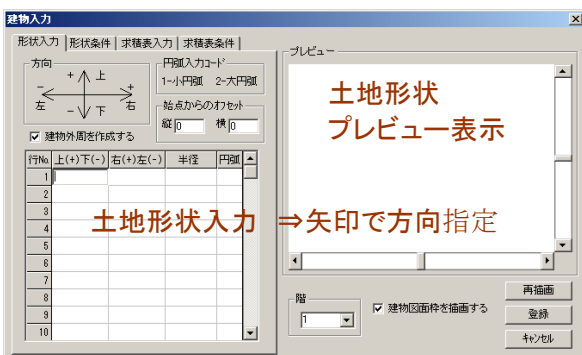 建物入力
形状入力 形状条件 求積表入力 求積表条件
方向
+ 上
- 左
+ 右
- 下
円弧入力コード
1-小円弧 2-大円弧
始点からのオフセット
縦 0 横 0
建物外周を作成する
行No. 上(+)下(-) 右(+)左(-) 半径 円弧
1
2
3
4
5
6
7
8
9
10
土地形状入力 ⇒矢印で方向指定
プレビュー
土地形状
プレビュー表示
階
1
建物図面枠を描画する
再描画
登録
キャンセル